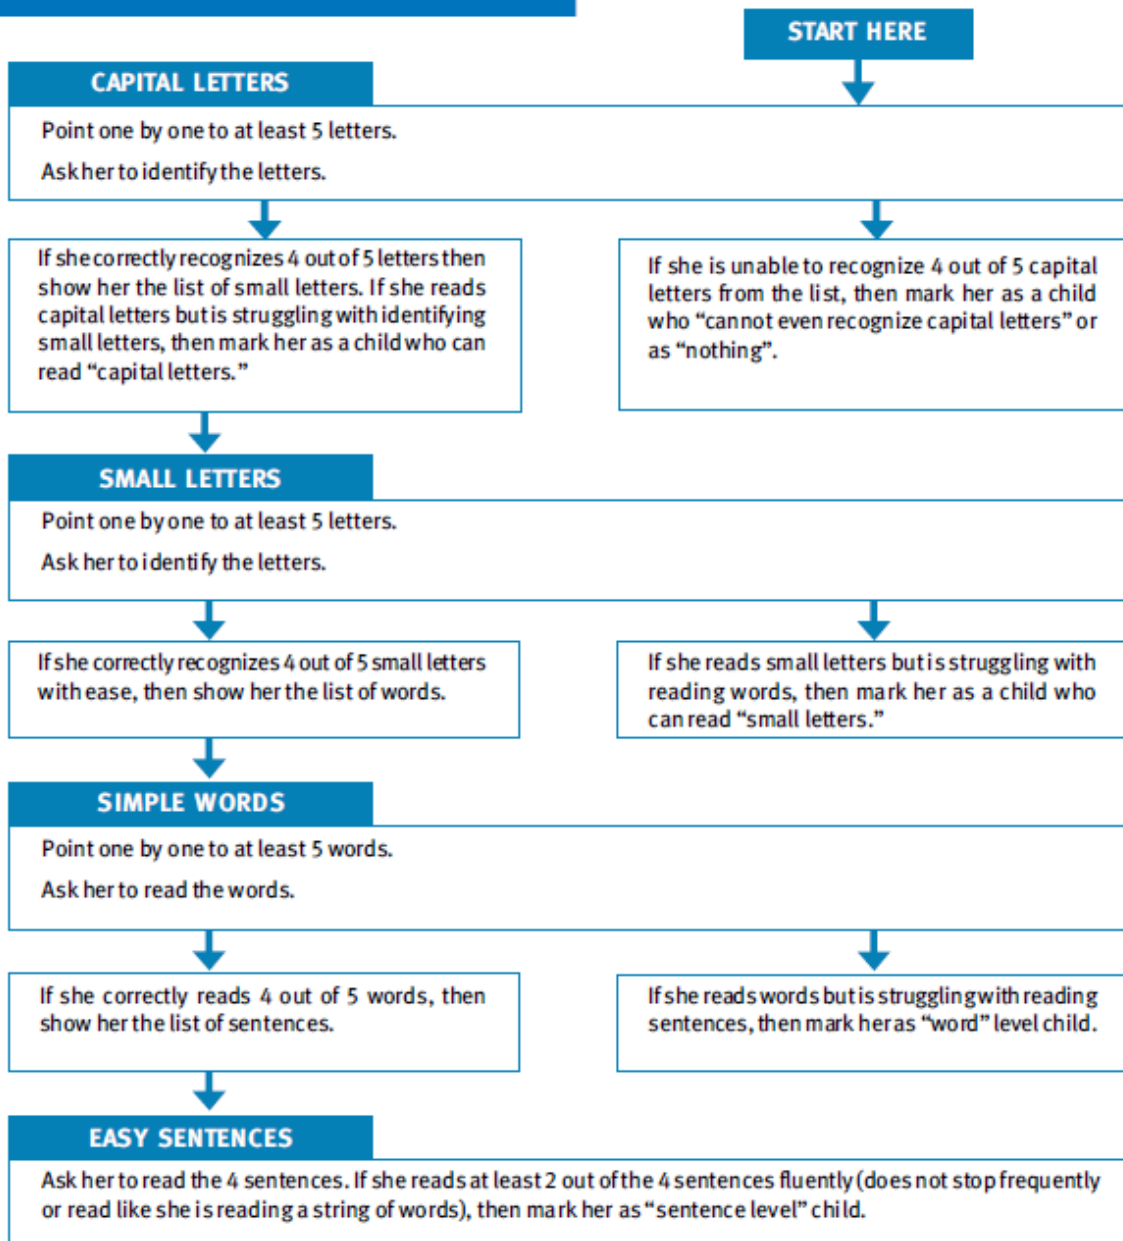 START HERE
CAPITAL LETTERS
Point one by one to at least 5 letters.
Ask her to identify the letters.
If she correctly recognizes 4 out of 5 letters then
show her the list of small letters. If she reads
capital letters but is struggling with identifying
small letters, then mark her as a child who can
read “capital letters.”
If she is unable to recognize 4 out of 5 capital
letters from the list, then mark her as a child
who “cannot even recognize capital letters” or
as “nothing”.
SMALL LETTERS
Point one by one to at least 5 letters.
Ask her to identify the letters.
If she correctly recognizes 4 out of 5 small letters
with ease, then show her the list of words.
If she reads small letters but is struggling with
reading words, then mark her as a child who
can read “small letters.”
SIMPLE WORDS
Point one by one to at least 5 words.
Ask her to read the words.
If she correctly reads 4 out of 5 words, then
show her the list of sentences.
If she reads words but is struggling with reading
sentences, then mark her as “word” level child.
EASY SENTENCES
Ask her to read the 4 sentences. If she reads at least 2 out of the 4 sentences fluently (does not stop frequently
or read like she is reading a string of words), then mark her as “sentence level” child.